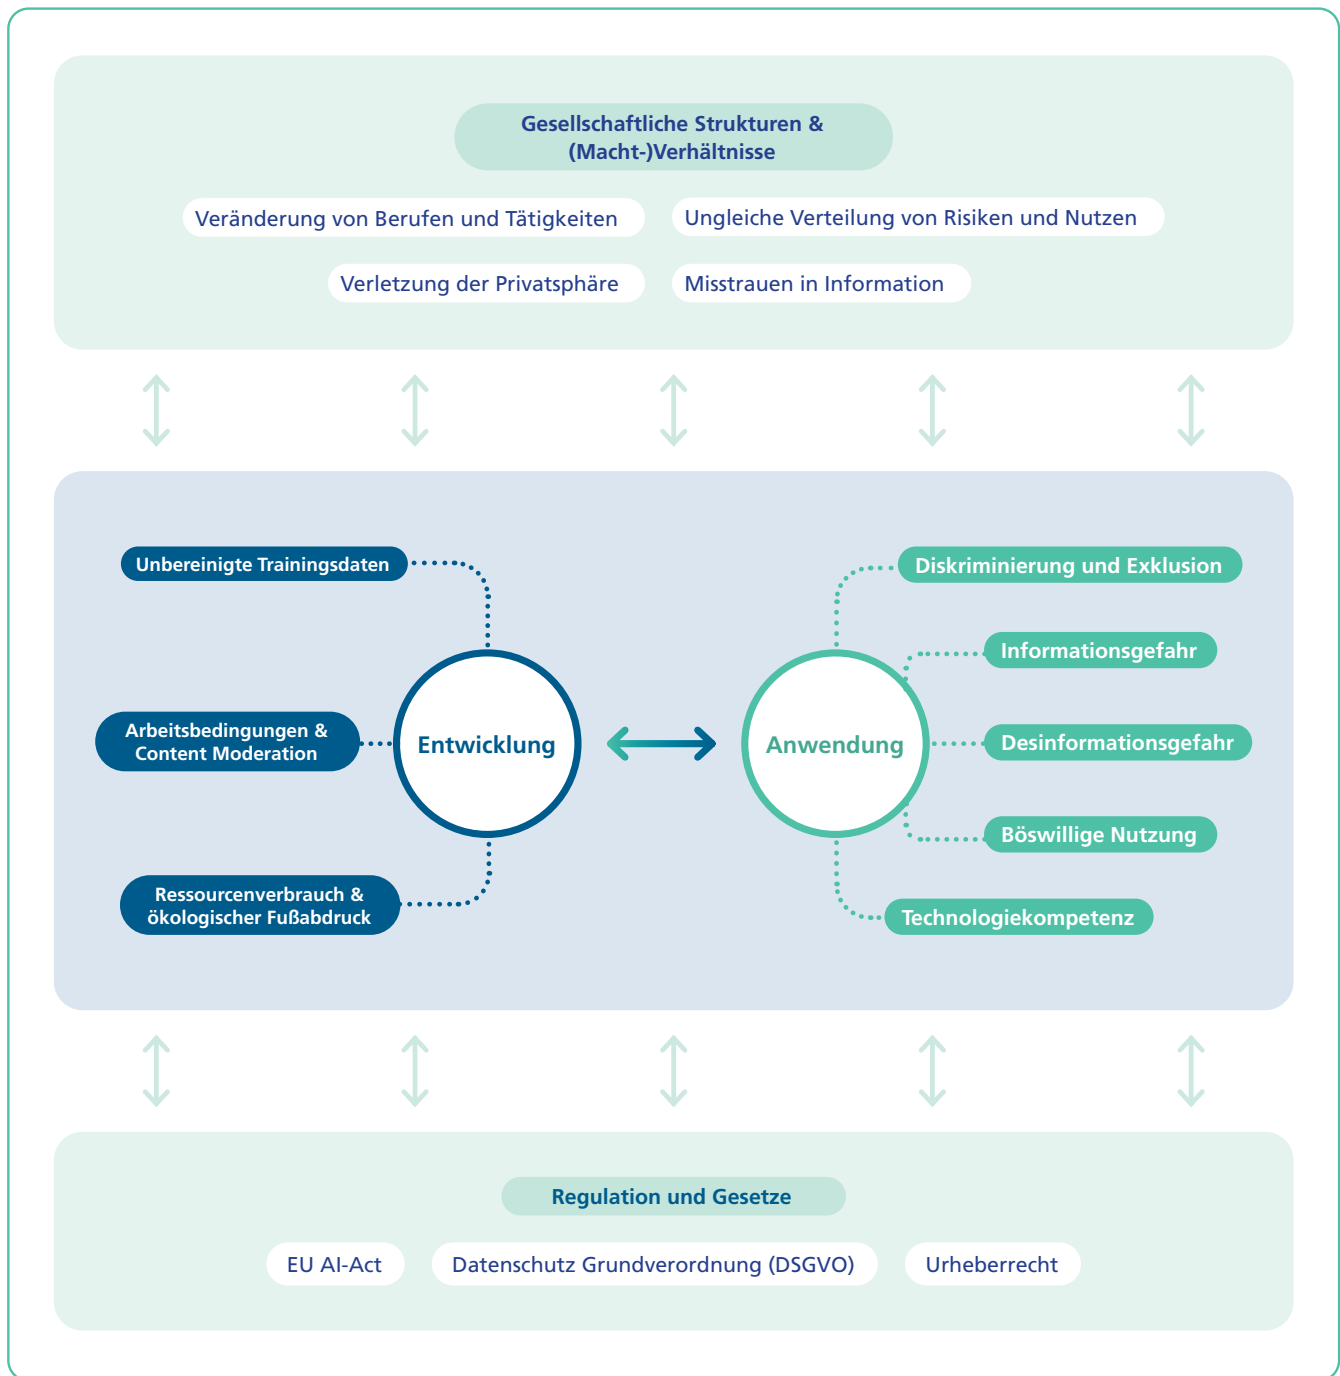 Gesellschaftliche Strukturen &
(Macht-)Verhältnisse
Veränderung von Berufen und Tätigkeiten
Ungleiche Verteilung von Risiken und Nutzen
Verletzung der Privatsphäre
Misstrauen in Information
Unbereinigte Trainingsdaten
Arbeitsbedingungen &
Content Moderation
Ressourcenverbrauch &
ökologischer Fußabdruck
Entwicklung
Anwendung
Diskriminierung und Exklusion
Informationsgefahr
Desinformationsgefahr
Böswillige Nutzung
Technologiekompetenz
Regulation und Gesetze
EU AI-Act
Datenschutz Grundverordnung (DSGVO)
Urheberrecht